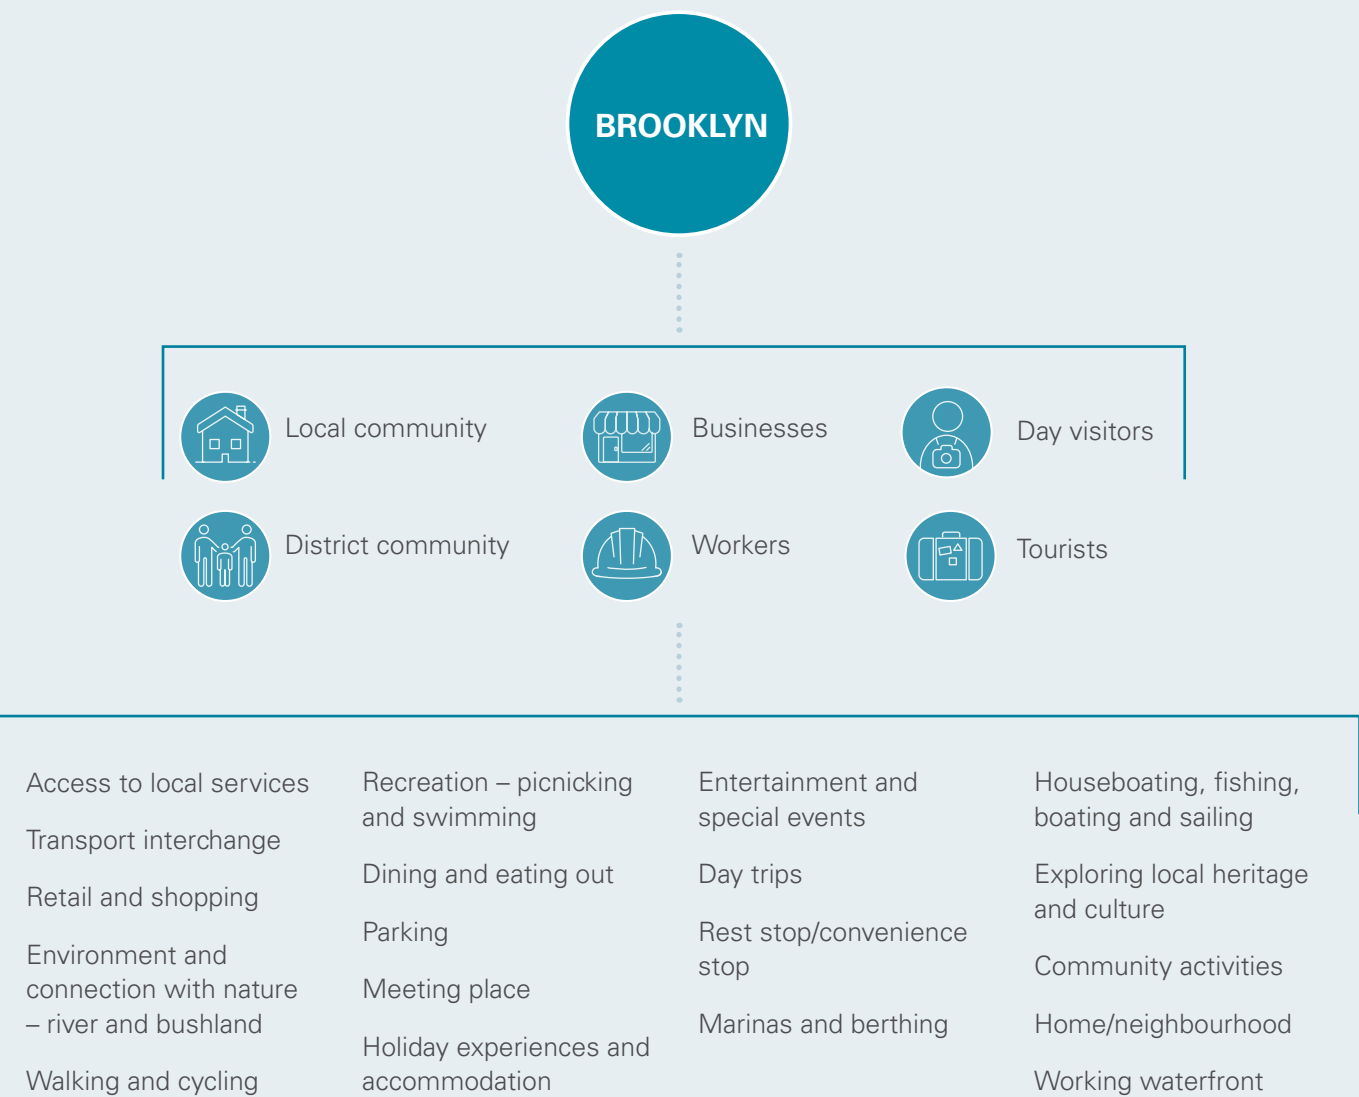 BROOKLYN
Local community
Businesses
Day visitors
District community
Workers
Tourists
Access to local services
Transport interchange
Retail and shopping
Environment and
connection with nature
– river and bushland
Walking and cycling
Recreation – picnicking
and swimming
Dining and eating out
Parking
Meeting place
Holiday experiences and
accommodation
Entertainment and
special events
Day trips
Rest stop/convenience
stop
Marinas and berthing
Houseboating, fishing,
boating and sailing
Exploring local heritage
and culture
Community activities
Home/neighbourhood
Working waterfront